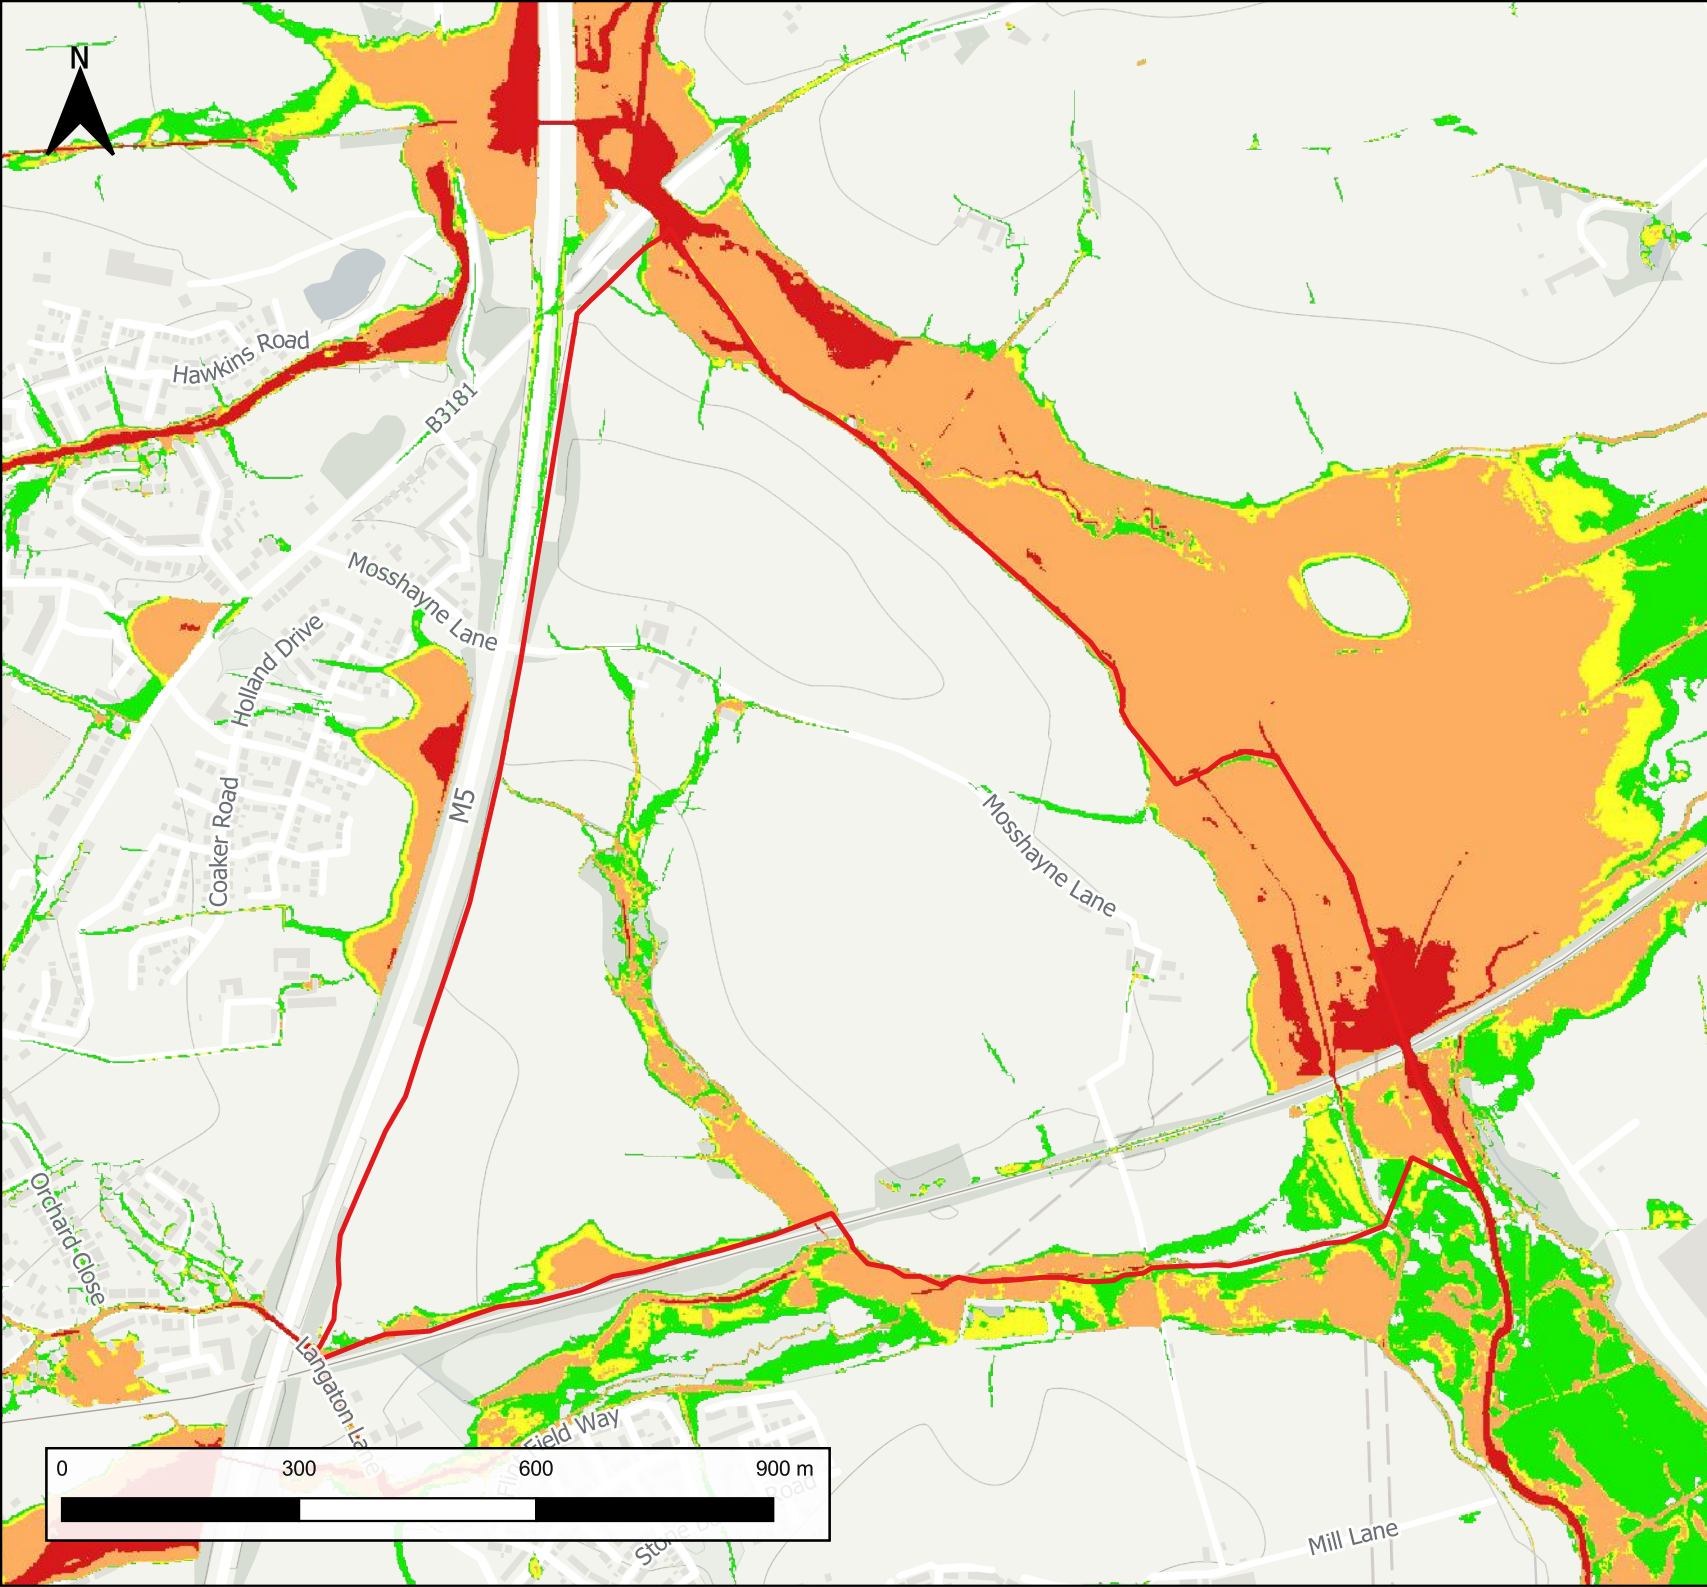 N
Hawkins Road
B3181
Mosshayne Lane
Holland Drive
Coaker Road
M5
Mosshayne Lane
Orchard Close
Langaton Lane
Field Way
Road
0 300 600 900 m
Mill Lane